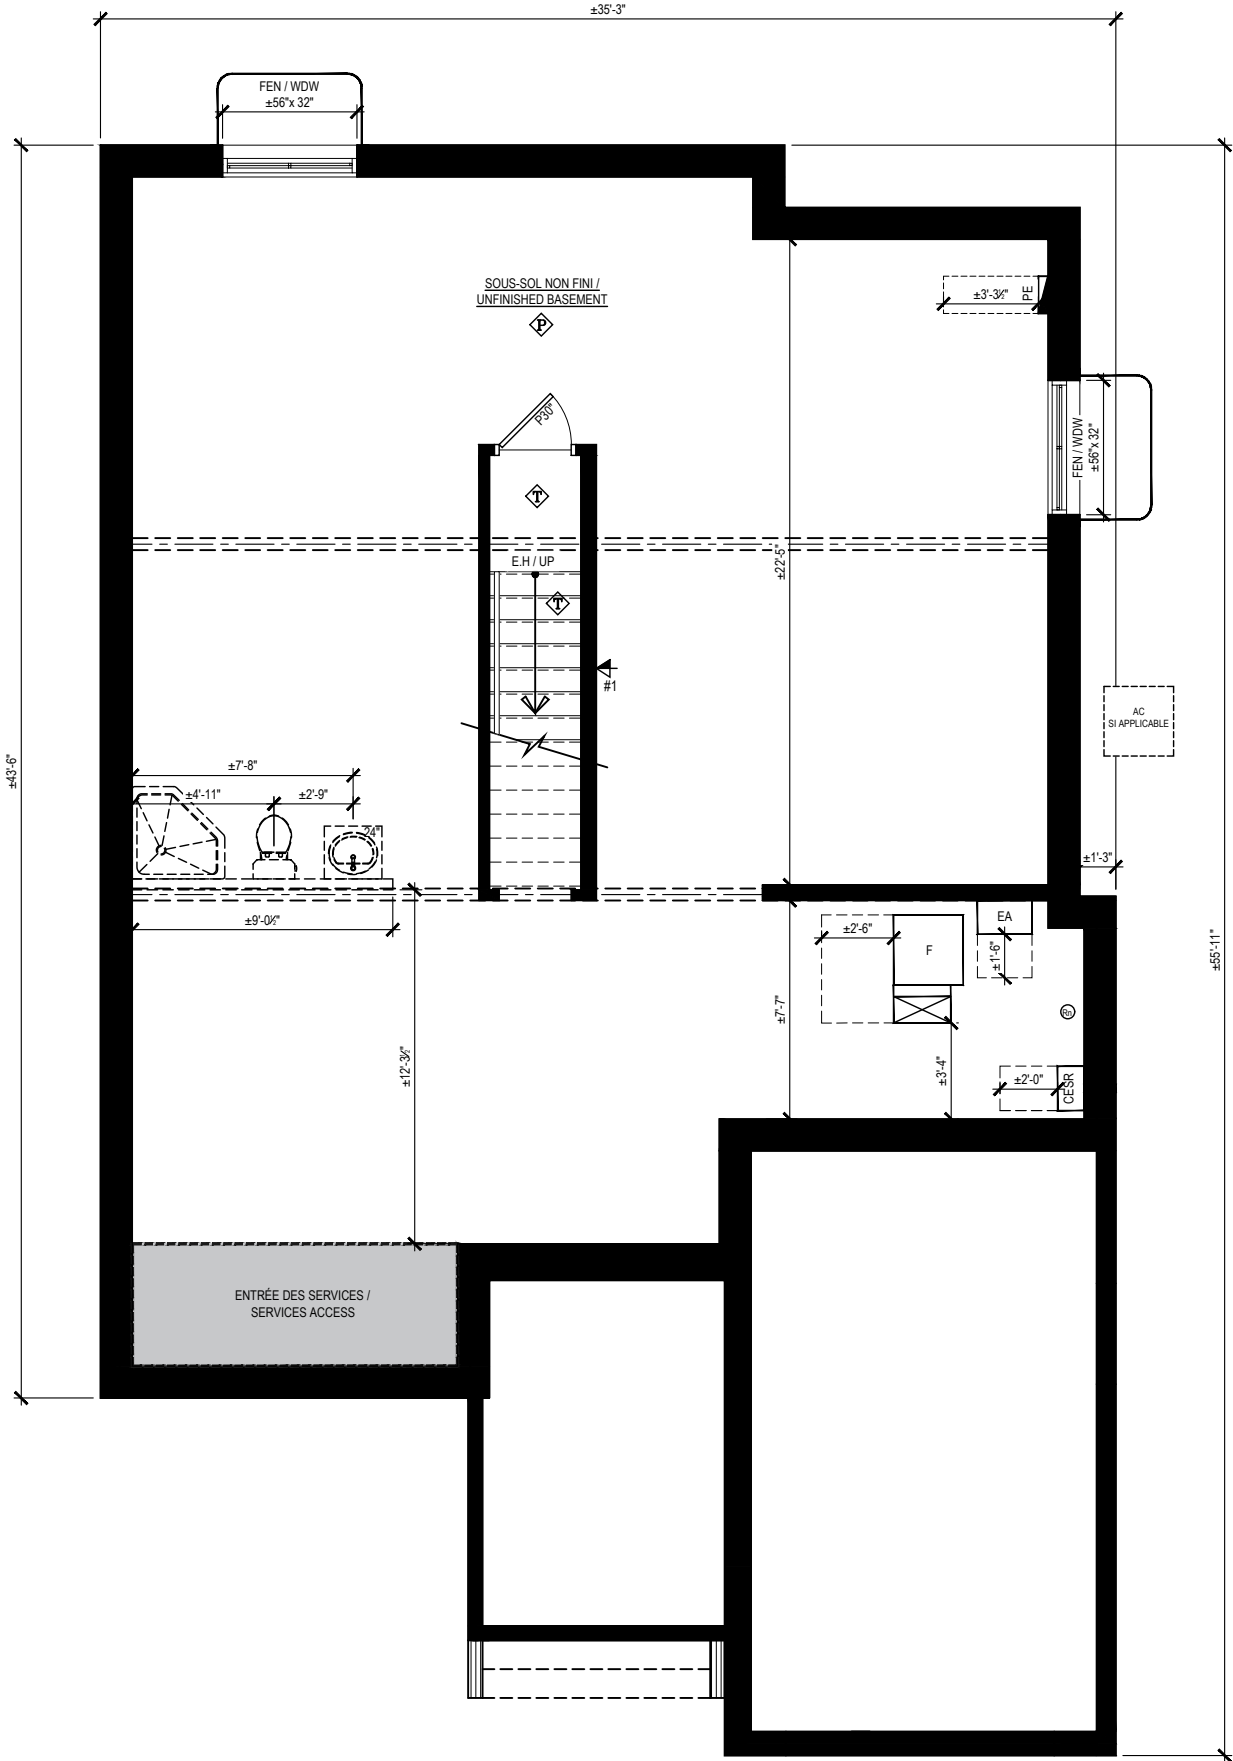 ±35'-3"
FEN / WDW
±56"x 32"
SOUS-SOL NON FINI /
UNFINISHED BASEMENT
P
±3'-3½"
PE
P30"
FEN / WDW
±56"x 32"
T
±22'-5"
E.H / UP
T
#1
AC
SI APPLICABLE
±43'-6"
±7'-8"
±4'-11"
±2'-9"
24"
±1'-3"
±9'-0½"
±2'-6"
F
EA
±1'-6"
±55'-11"
±7'-7"
Rn
±12'-3½"
±3'-4"
±2'-0"
CESR
ENTRÉE DES SERVICES /
SERVICES ACCESS